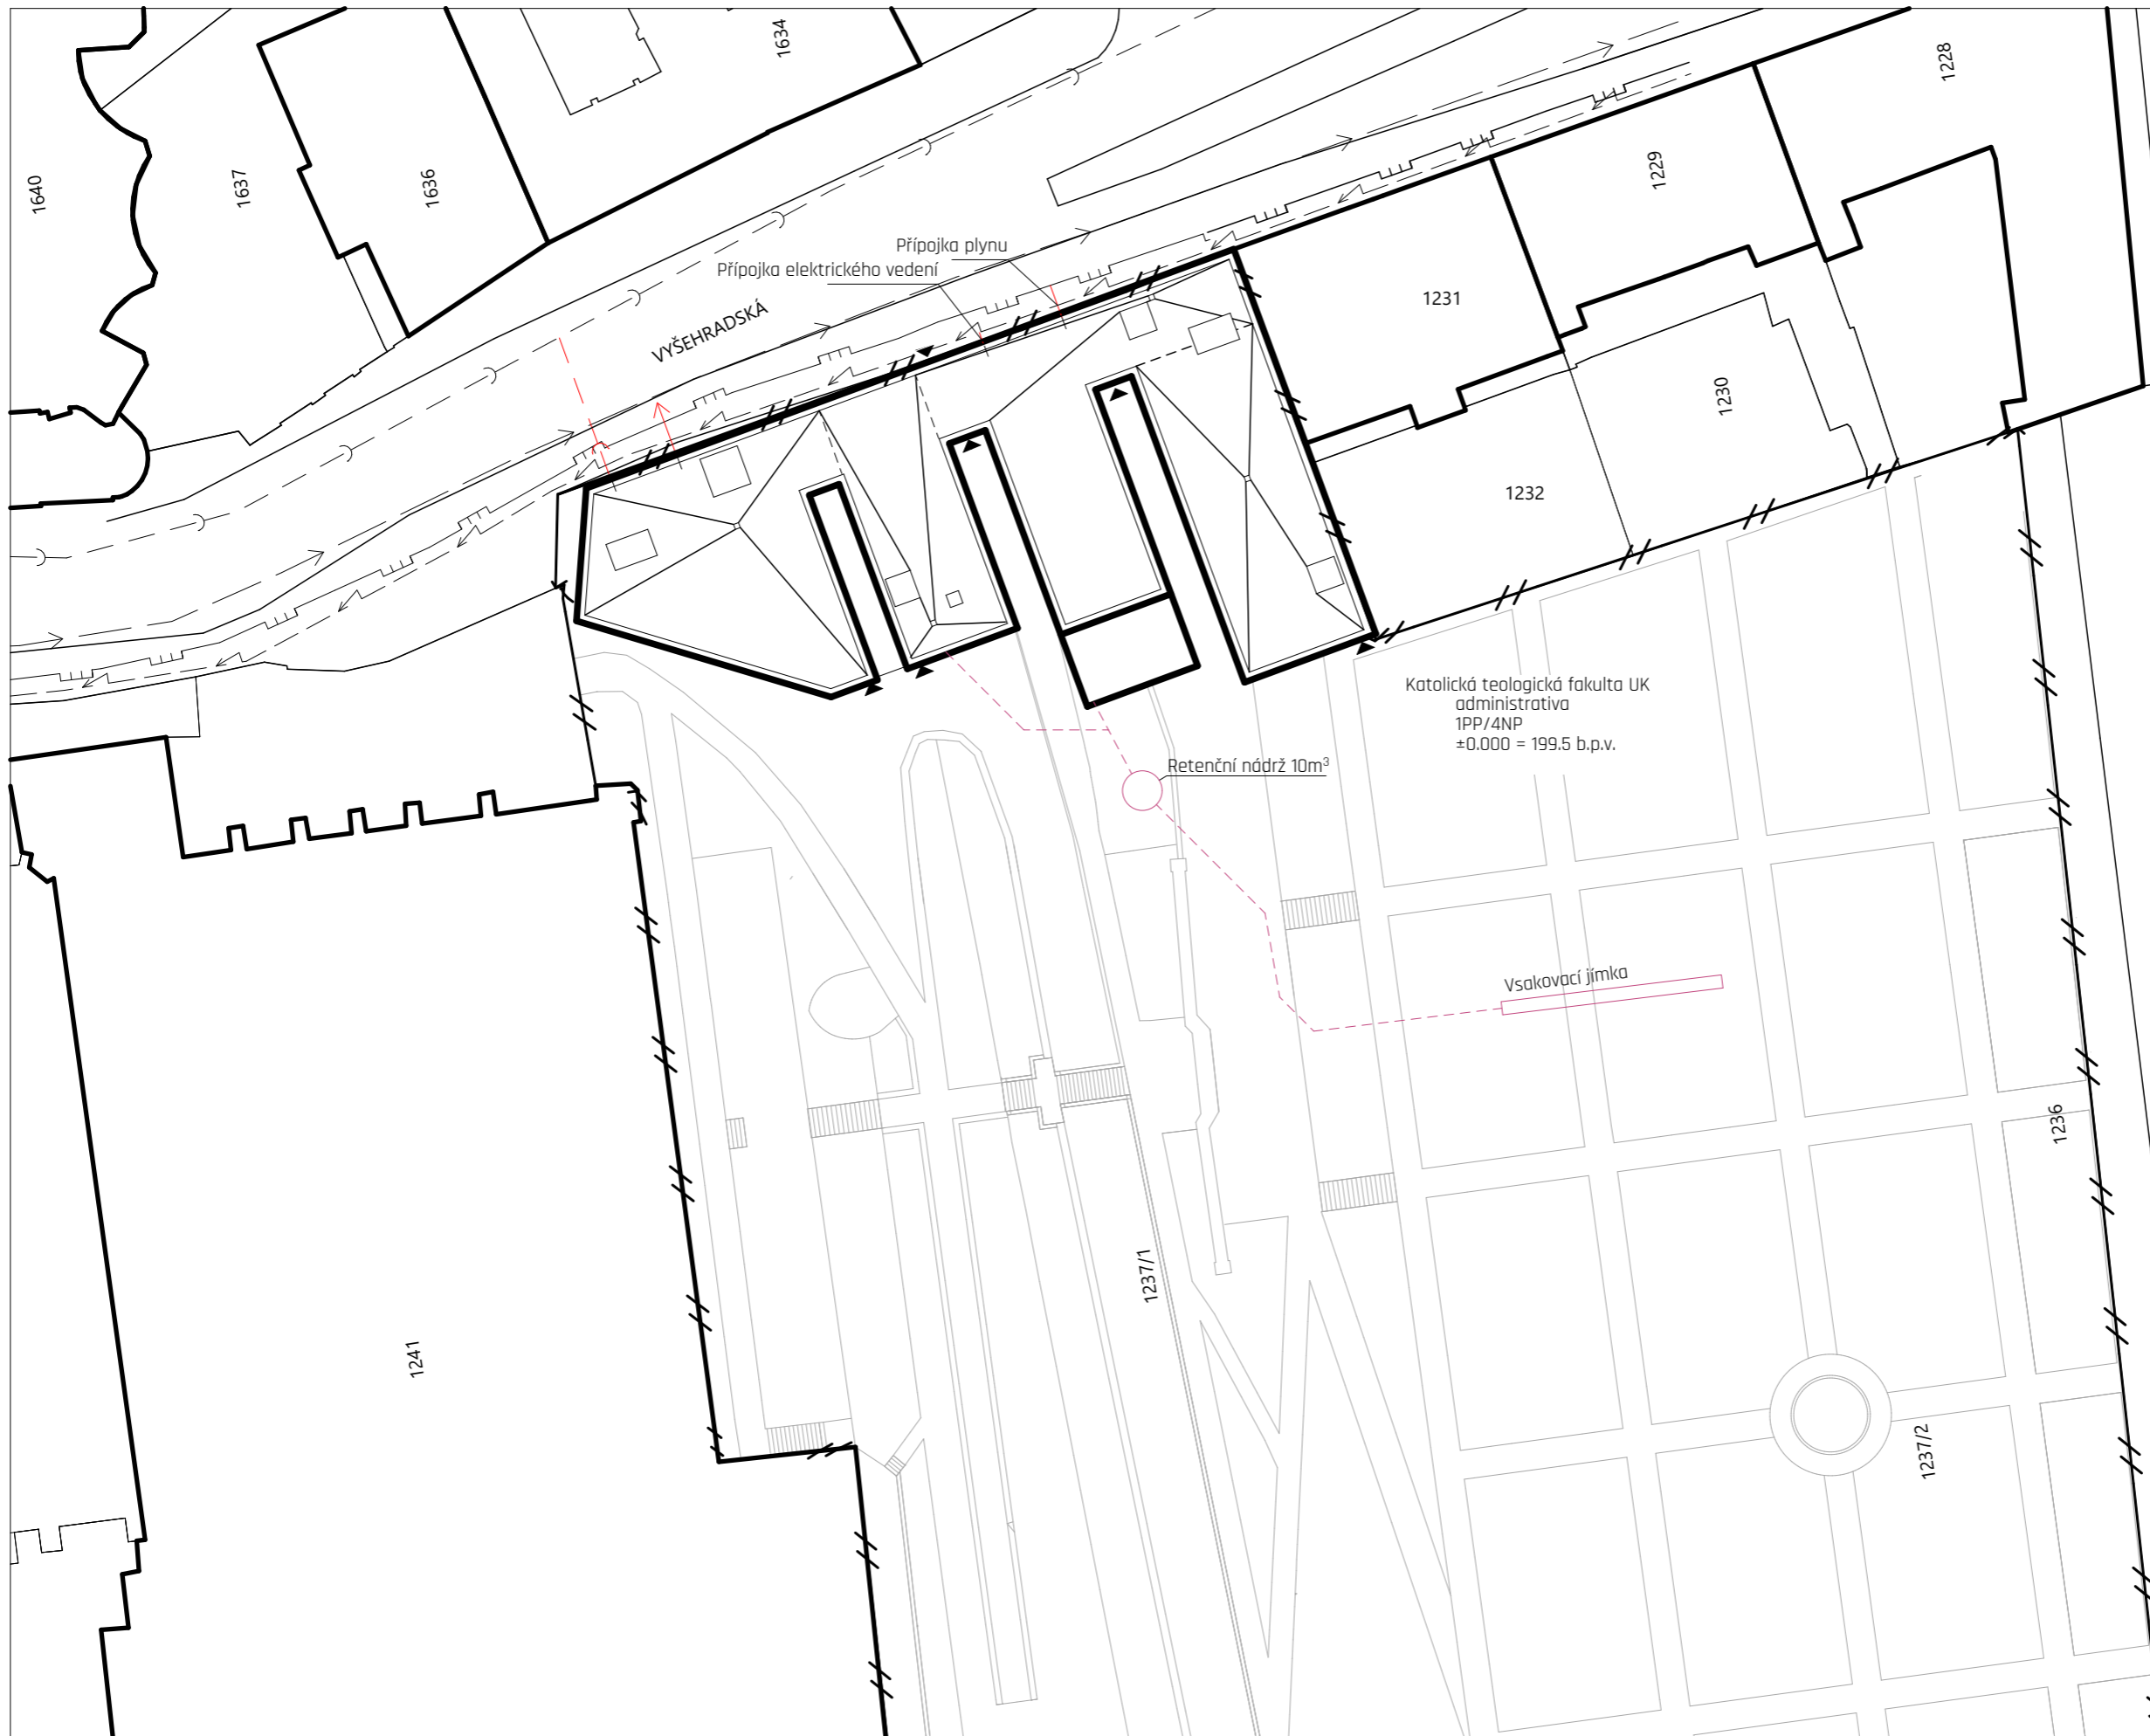 1634
1228
1640
1637
1636
1229
Přípojka plynu
Přípojka elektrického vedení
VYŠEHRADSKÁ
1231
1230
1232
Katolická teologická fakulta UK
administrativa
1PP/4NP
±0.000 = 199.5 b.p.v.
Retenční nádrž 10m³
Vsakovací jímka
1236
1237/1
1241
1237/2